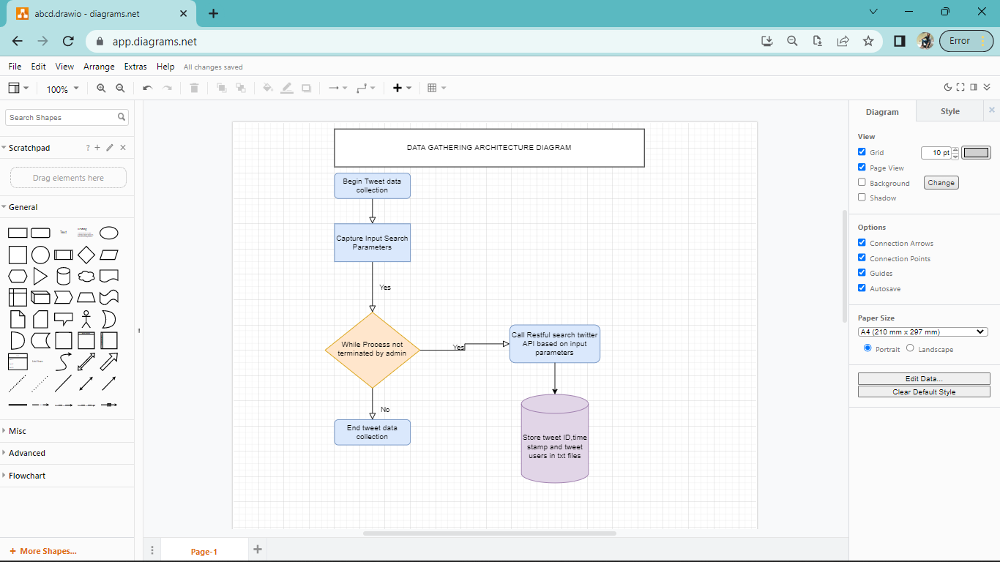 abcd.drawio - diagrams.net
app.diagrams.net
Error
File Edit View Arrange Extras Help All changes saved
100%
Search Shapes
Scratchpad
?
Drag elements here
General
Text
Misc
Advanced
Flowchart
+ More Shapes...
DATA GATHERING ARCHITECTURE DIAGRAM
Begin Tweet data
collection
Capture Input Search
Parameters
Yes
While Process not
terminated by admin
Yes
Call Restful search twitter
API based on input
parameters
No
End tweet data
collection
Store tweet ID,time
stamp and tweet
users in txt files
Page-1
Diagram Style
View
Grid 10 pt
Page View
Background Change
Shadow
Options
Connection Arrows
Connection Points
Guides
Autosave
Paper Size
A4 (210 mm x 297 mm)
Portrait Landscape
Edit Data...
Clear Default Style